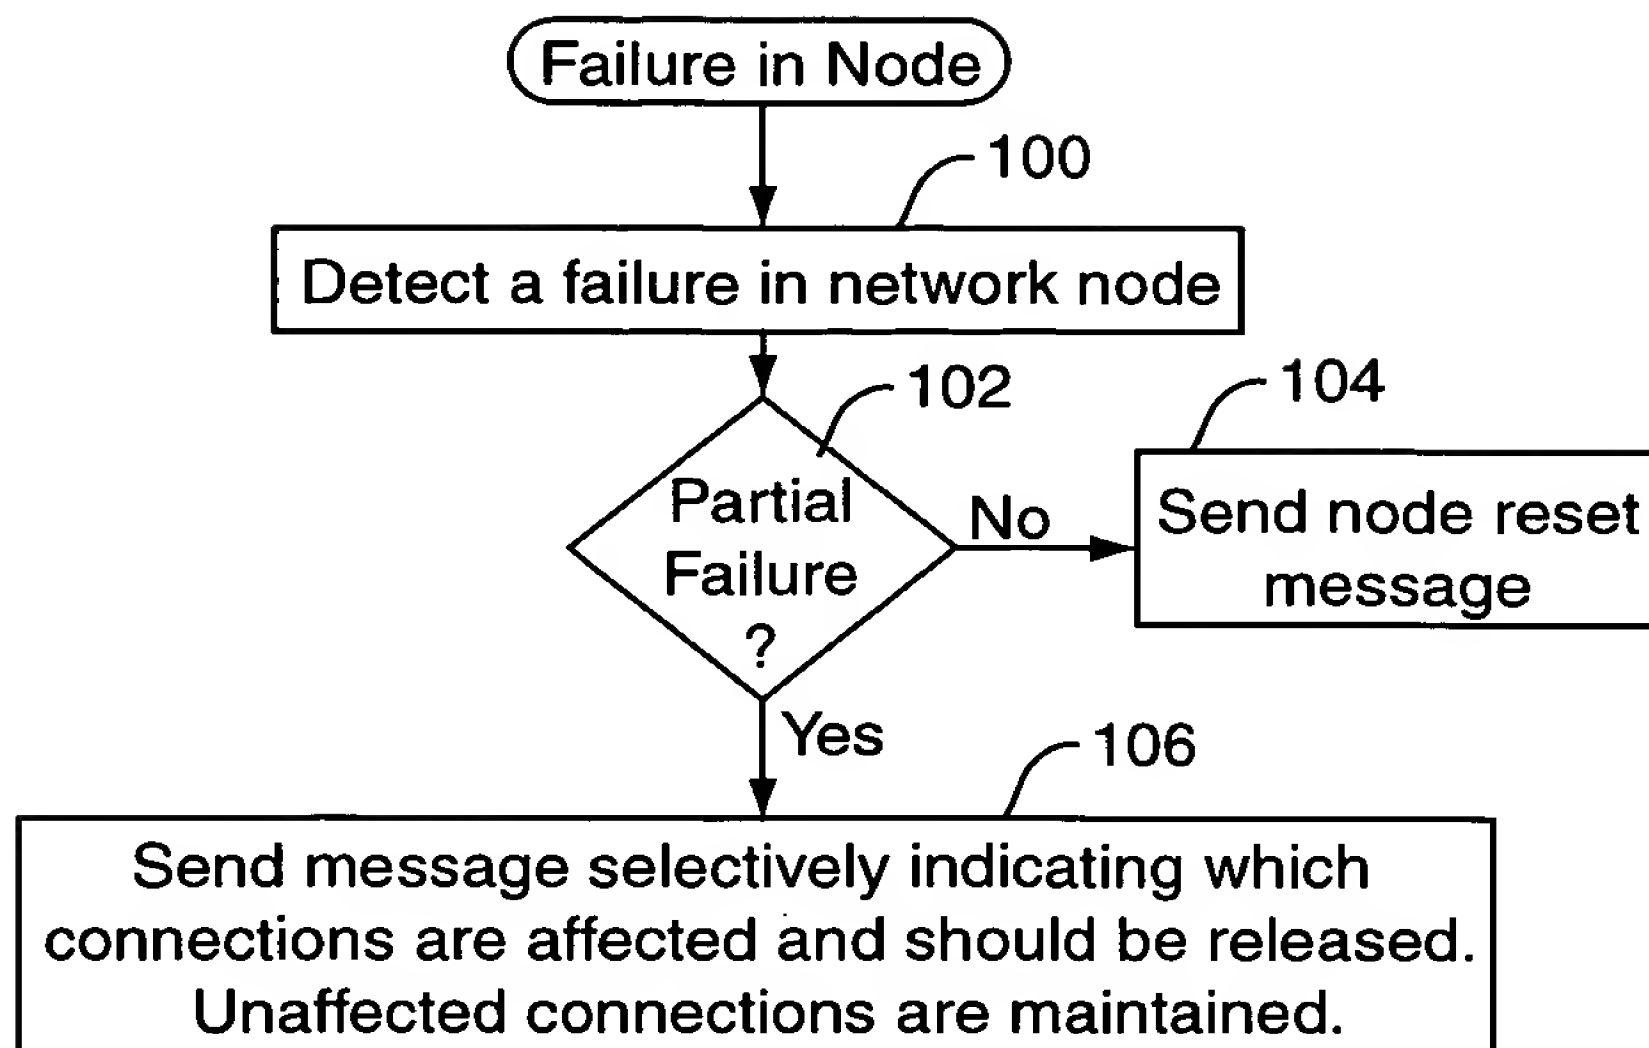 Failure in Node
100
Detect a failure in network node
102
104
Partial
Failure
?
No
Send node reset
message
Yes
106
Send message selectively indicating which
connections are affected and should be released.
Unaffected connections are maintained.